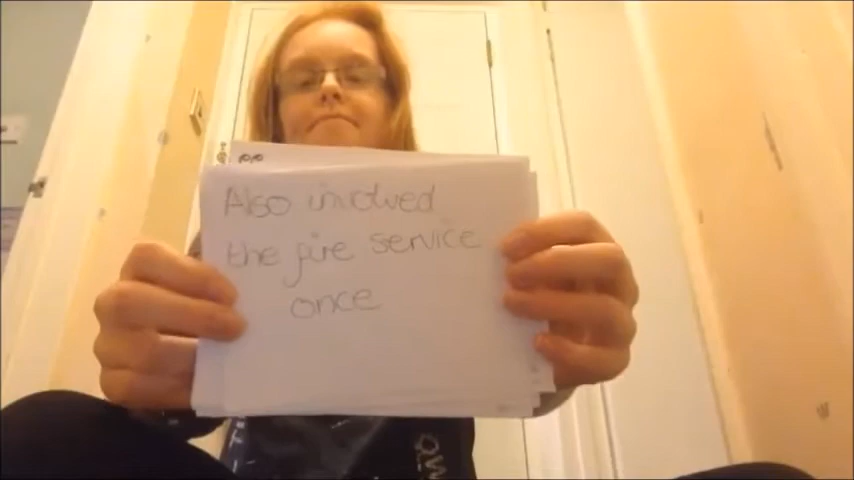 Also involved
the fire service
once